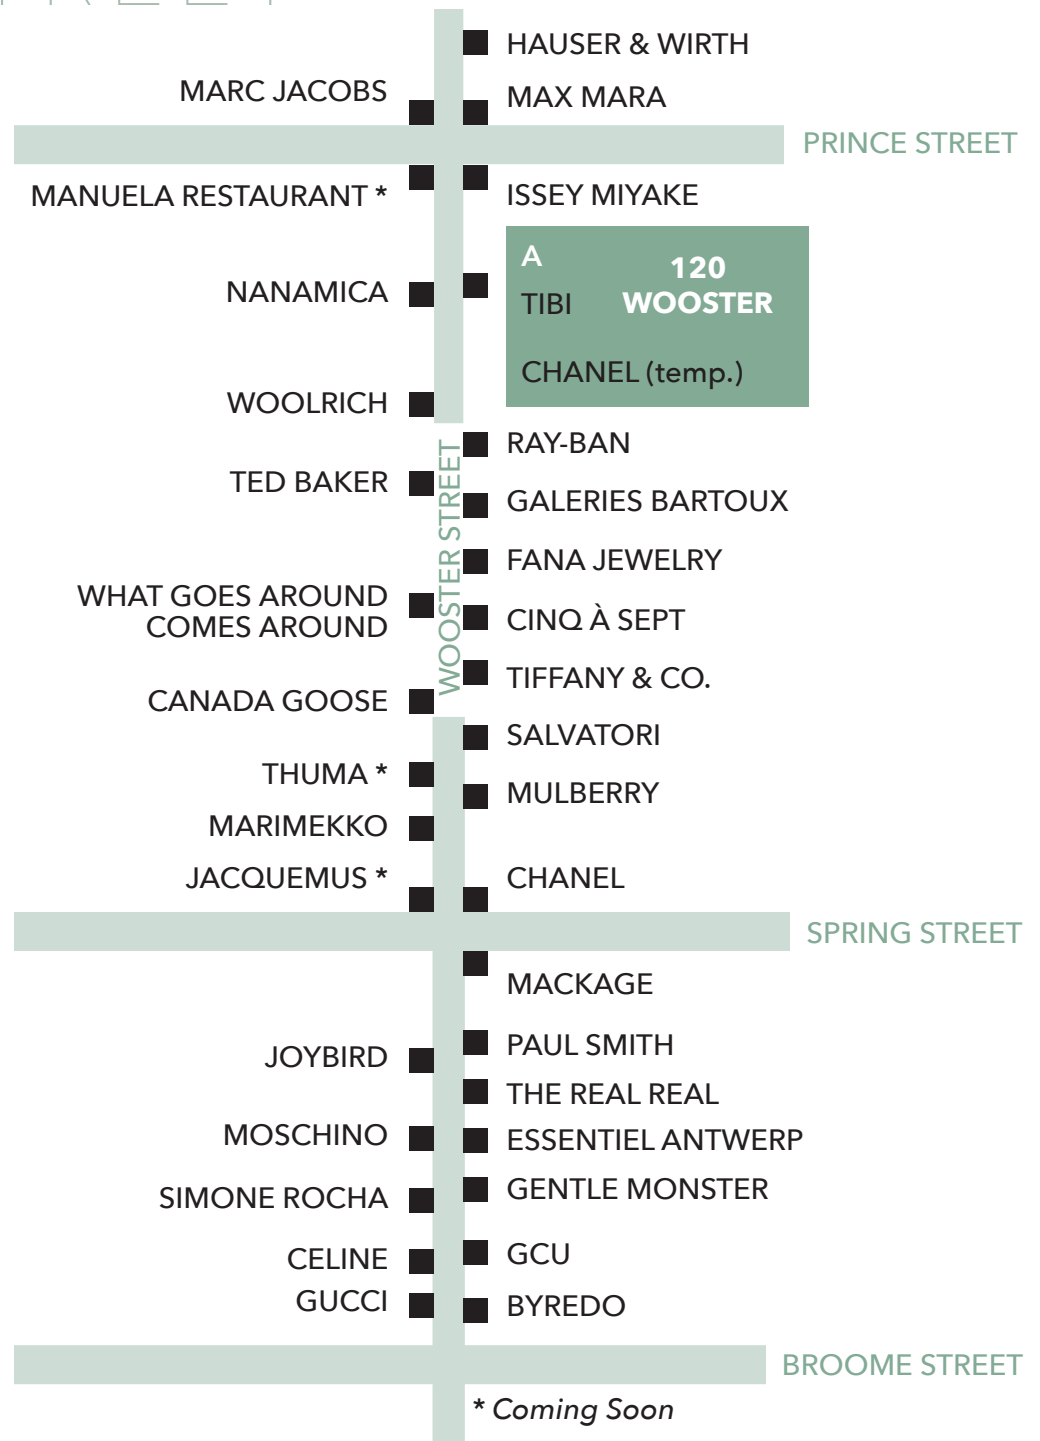 HAUSER & WIRTH
MARC JACOBS
MAX MARA
PRINCE STREET
MANUELA RESTAURANT *
ISSEY MIYAKE
A
120
WOOSTER
TIBI
NANAMICA
CHANEL (temp.)
WOOLRICH
RAY-BAN
TED BAKER
GALERIES BARTOUX
WOOSTER STREET
FANA JEWELRY
WHAT GOES AROUND
COMES AROUND
CINQ À SEPT
TIFFANY & CO.
CANADA GOOSE
SALVATORI
THUMA *
MULBERRY
MARIMEKKO
JACQUEMUS *
CHANEL
SPRING STREET
MACKAGE
JOYBIRD
PAUL SMITH
THE REAL REAL
MOSCHINO
ESSENTIEL ANTWERP
SIMONE ROCHA
GENTLE MONSTER
CELINE
GCU
GUCCI
BYREDO
BROOME STREET
* Coming Soon